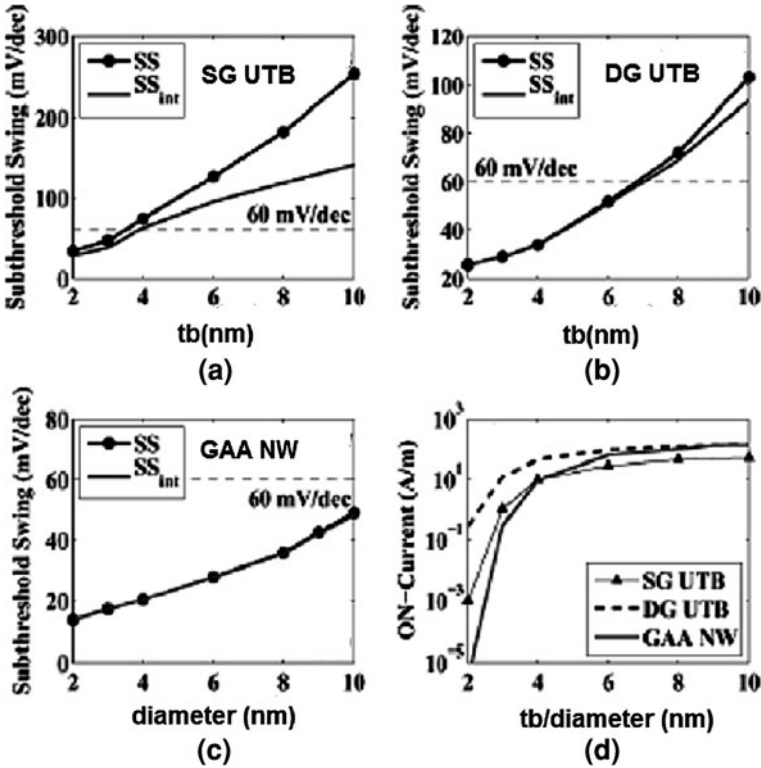 (a)
Subthreshold Swing (mV/dec)
300
200
100
0
SS
SSint
SG UTB
60 mV/dec
2 4 6 8 10
tb(nm)
(b)
Subthreshold Swing (mV/dec)
120
100
80
60
40
20
SS
SSint
DG UTB
60 mV/dec
2 4 6 8 10
tb(nm)
(a)
(b)
Subthreshold Swing (mV/dec)
80
60
40
20
0
SS
SSint
GAA NW
60 mV/dec
2 4 6 8 10
diameter (nm)
(c)
ON-Current (A/m)
10^3
10^1
10^-1
10^-3
10^-5
SG UTB
DG UTB
GAA NW
2 4 6 8 10
tb/diameter (nm)
(d)